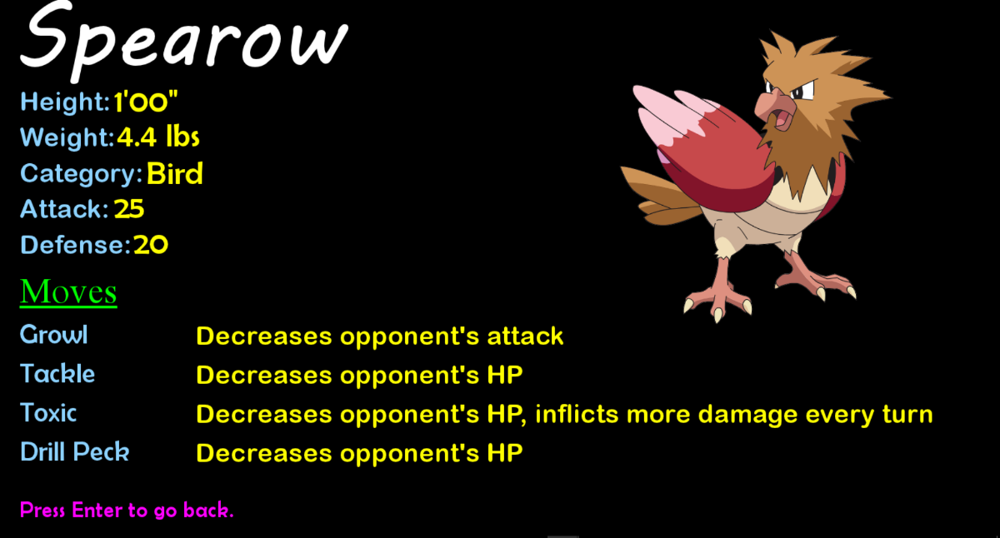 Spearow
Height: 1'00"
Weight: 4.4 lbs
Category: Bird
Attack: 25
Defense: 20
Moves
Growl Decreases opponent's attack
Tackle Decreases opponent's HP
Toxic Decreases opponent's HP, inflicts more damage every turn
Drill Peck Decreases opponent's HP
Press Enter to go back.